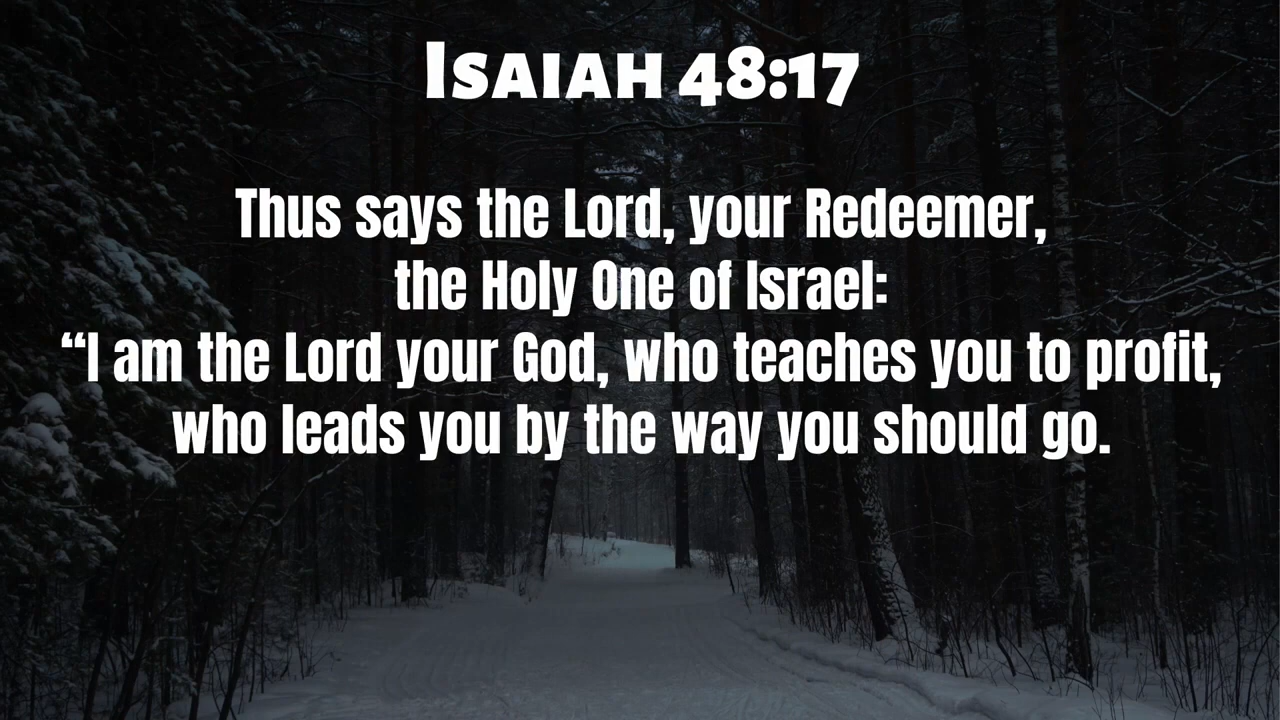 Isaiah 48:17
Thus says the Lord, your Redeemer,
the Holy One of Israel:
“I am the Lord your God, who teaches you to profit,
who leads you by the way you should go.